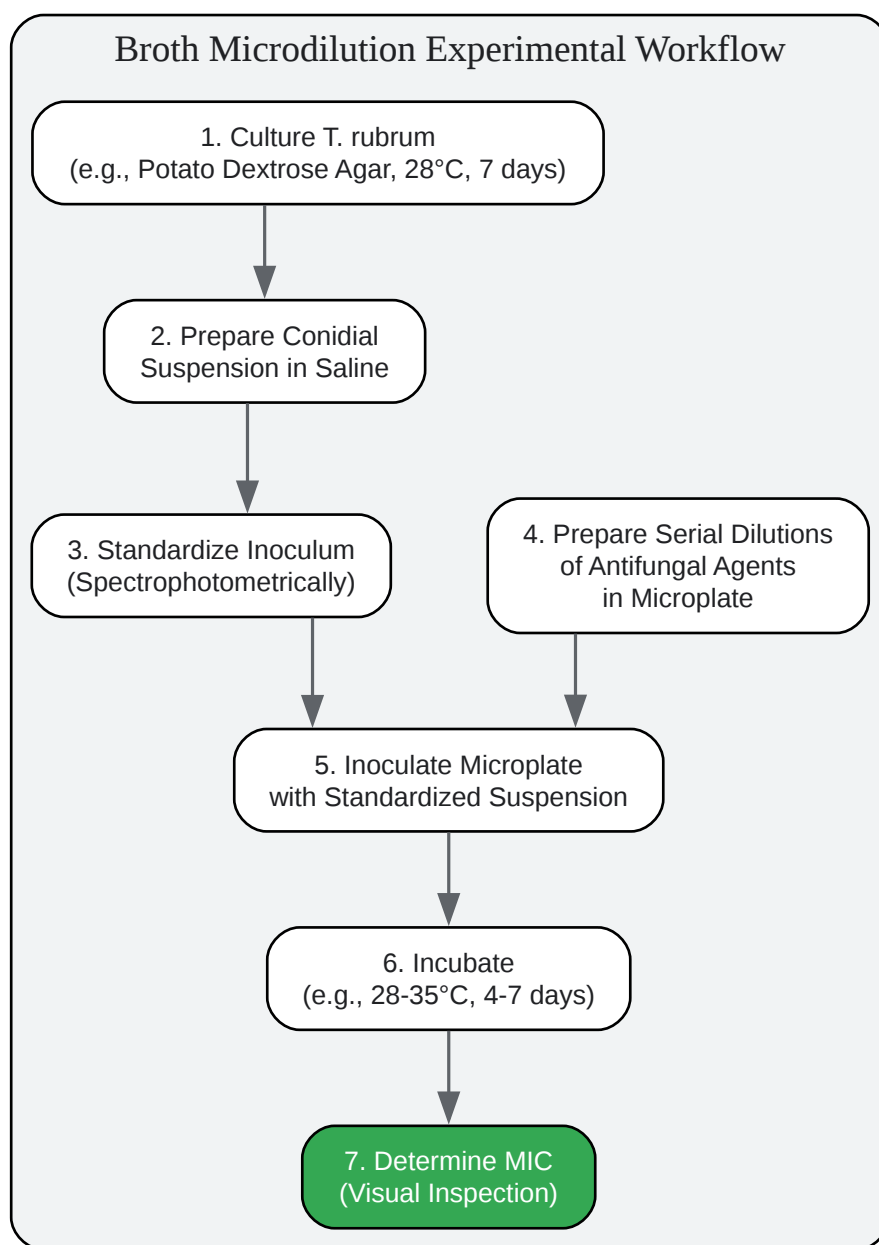 Broth Microdilution Experimental Workflow
1. Culture T. rubrum
(e.g., Potato Dextrose Agar, 28°C, 7 days)
2. Prepare Conidial
Suspension in Saline
3. Standardize Inoculum
(Spectrophotometrically)
4. Prepare Serial Dilutions
of Antifungal Agents
in Microplate
5. Inoculate Microplate
with Standardized Suspension
6. Incubate
(e.g., 28-35°C, 4-7 days)
7. Determine MIC
(Visual Inspection)